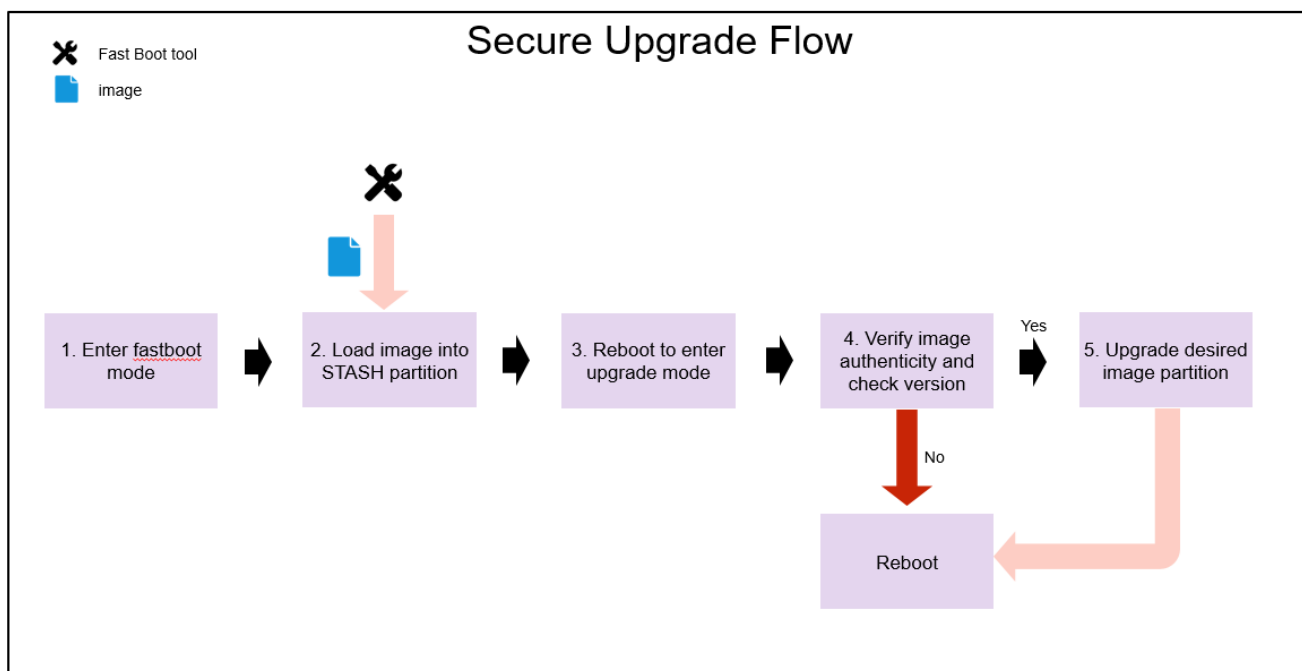 Secure Upgrade Flow
Fast Boot tool
image
1. Enter fastboot
mode
2. Load image into
STASH partition
3. Reboot to enter
upgrade mode
4. Verify image
authenticity and
check version
Yes
5. Upgrade desired
image partition
No
Reboot